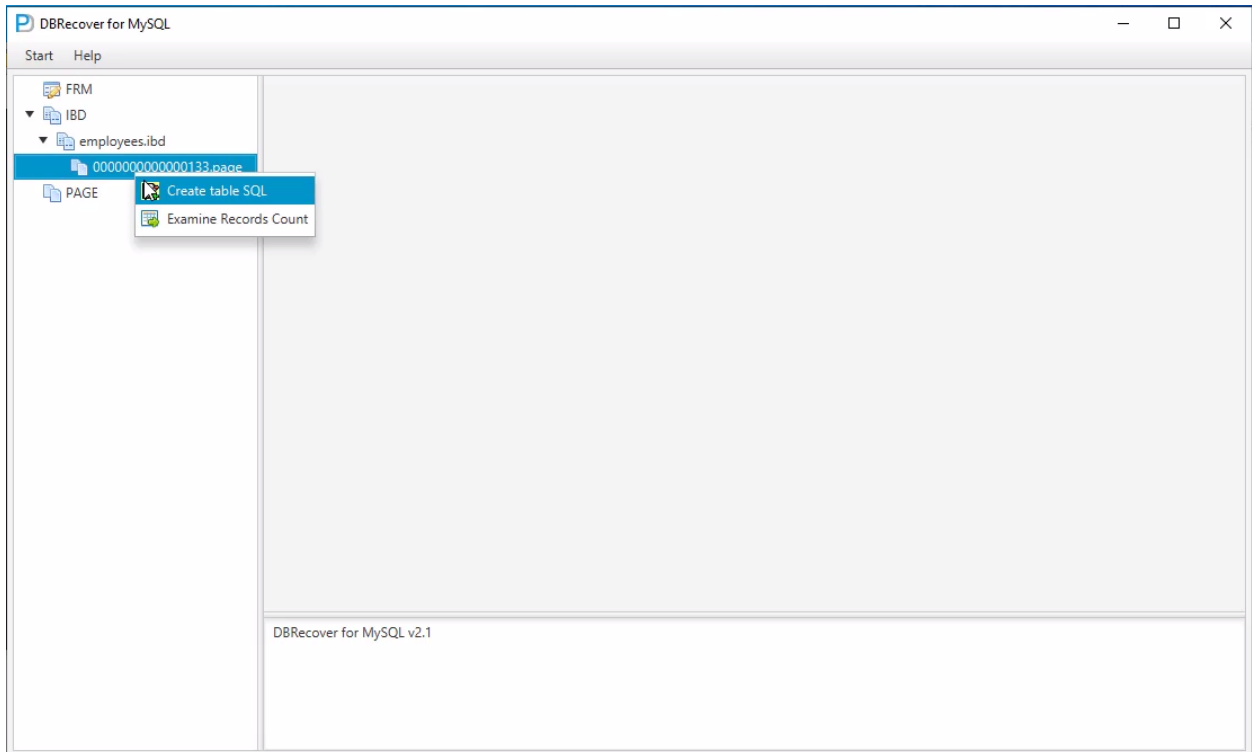 DBRecover for MySQL
Start Help
FRM
IBD
employees.ibd
0000000000000133.page
PAGE
Create table SQL
Examine Records Count
DBRecover for MySQL v2.1